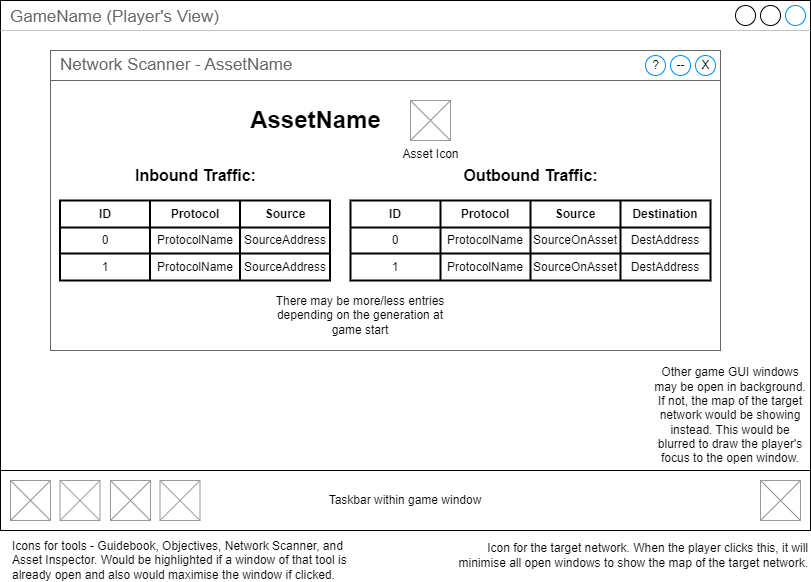 GameName (Player's View)
Network Scanner - AssetName
? -- X
AssetName
Asset Icon
Inbound Traffic: Outbound Traffic:
ID Protocol Source ID Protocol Source Destination
0 ProtocolName SourceAddress 0 ProtocolName SourceOnAsset DestAddress
1 ProtocolName SourceAddress 1 ProtocolName SourceOnAsset DestAddress
There may be more/less entries
depending on the generation at
game start
Other game GUI windows
may be open in background.
If not, the map of the target
network would be showing
instead. This would be
blurred to draw the player's
focus to the open window.
Taskbar within game window
Icons for tools - Guidebook, Objectives, Network Scanner, and
Asset Inspector. Would be highlighted if a window of that tool is
already open and also would maximise the window if clicked.
Icon for the target network. When the player clicks this, it will
minimise all open windows to show the map of the target network.